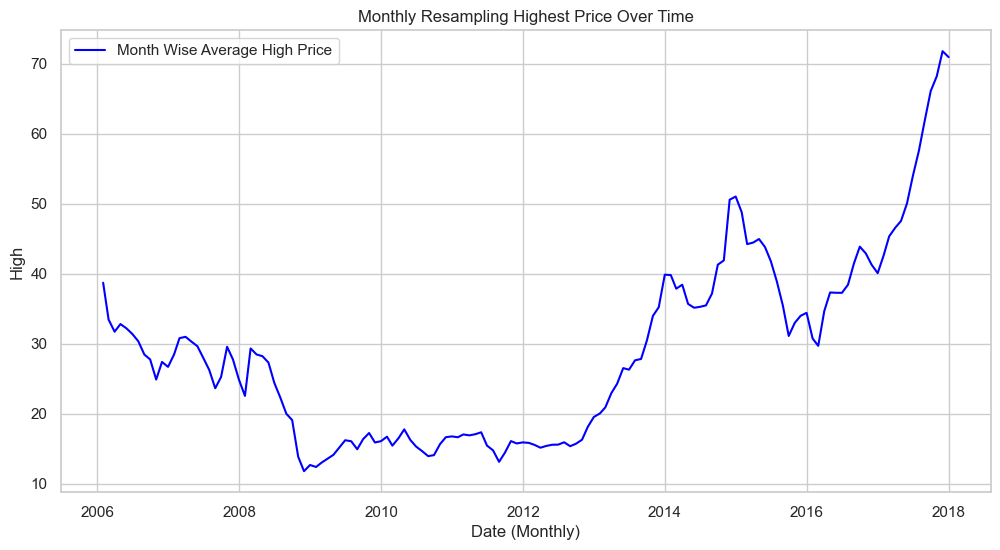 Monthly Resampling Highest Price Over Time
Month Wise Average High Price
High
70
60
50
40
30
20
10
2006 2008 2010 2012 2014 2016 2018
Date (Monthly)